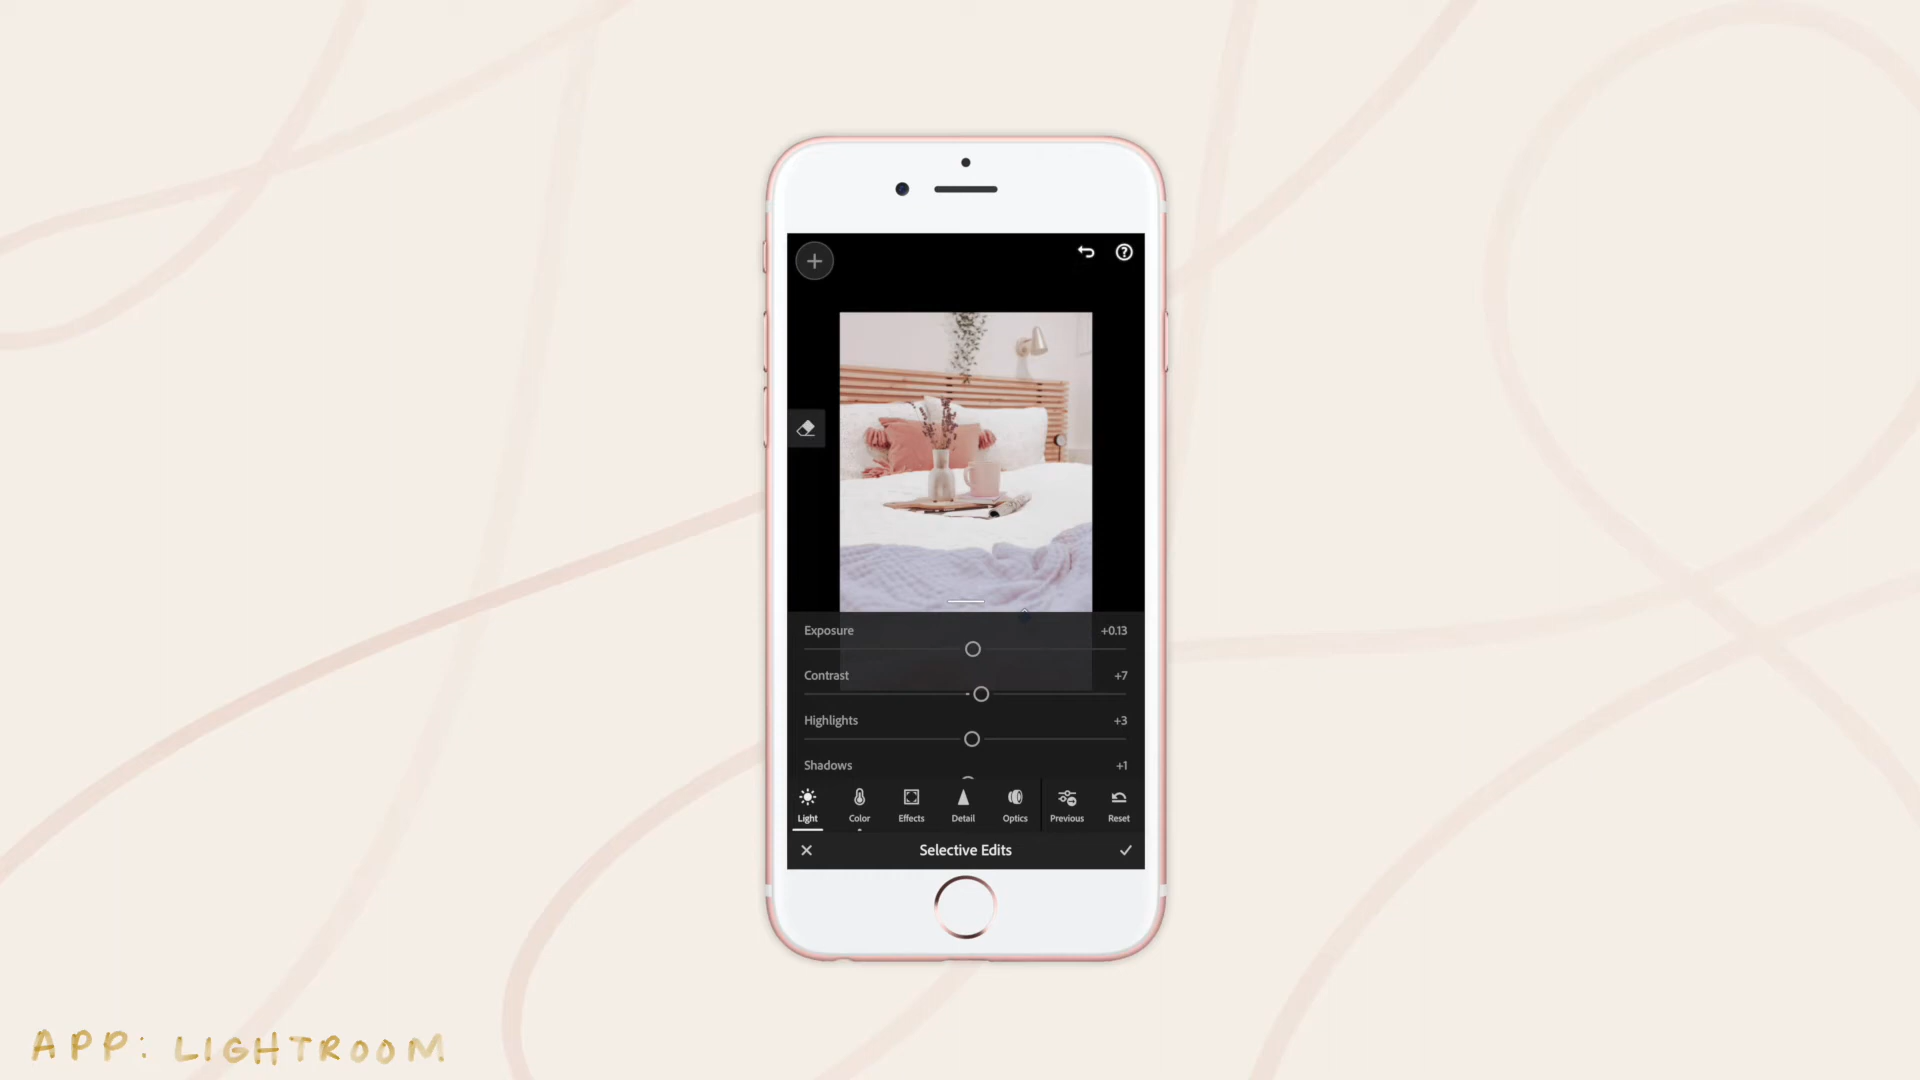 Exposure +0.13
Contrast +7
Highlights +3
Shadows +1
Light Color Effects Detail Optics Previous Reset
Selective Edits
APP: LIGHTROOM